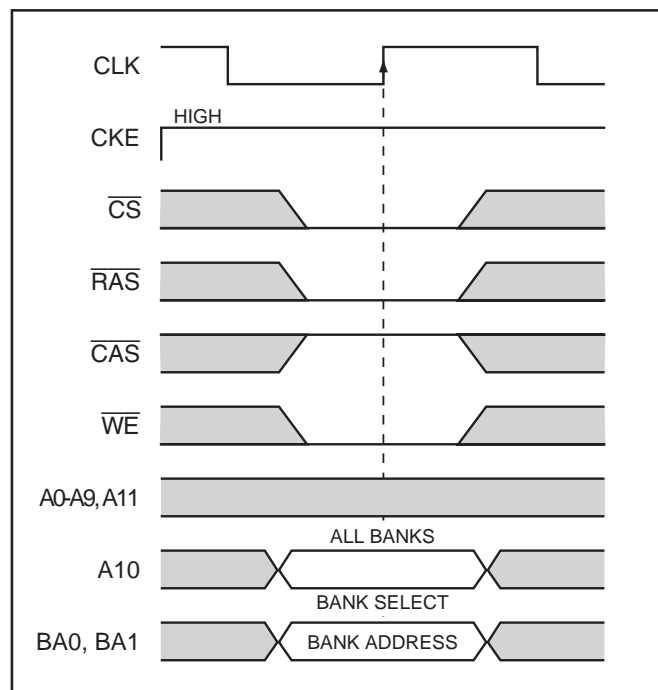 CLK
CKE HIGH
CS
RAS
CAS
WE
A0-A9, A11
ALL BANKS
A10
BANK SELECT
BA0, BA1 BANK ADDRESS